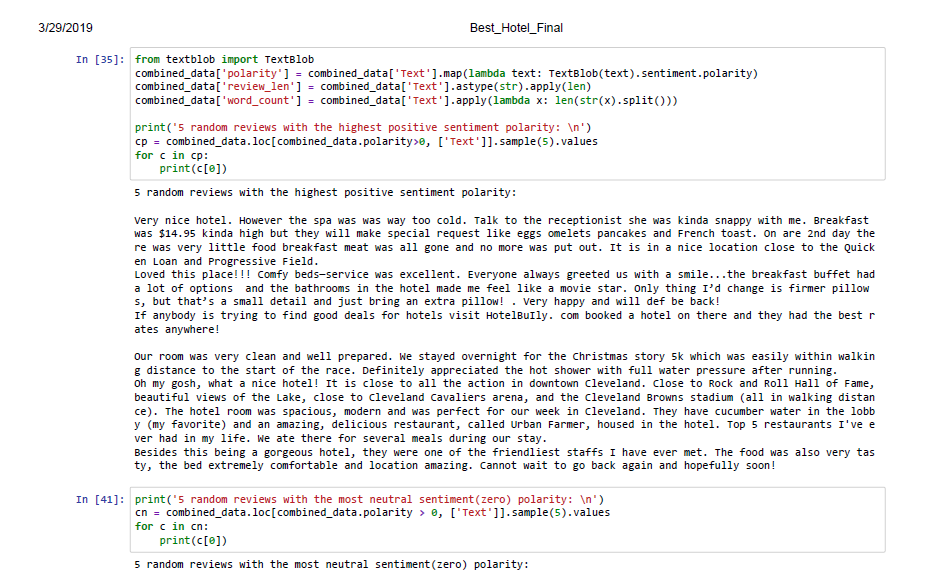 3/29/2019
Best_Hotel_Final
In [35]:
from textblob import TextBlob
combined_data['polarity'] = combined_data['Text'].map(lambda text: TextBlob(text).sentiment.polarity)
combined_data['review_len'] = combined_data['Text'].astype(str).apply(len)
combined_data['word_count'] = combined_data['Text'].apply(lambda x: len(str(x).split()))
print('5 random reviews with the highest positive sentiment polarity: \n')
cp = combined_data.loc[combined_data.polarity>0, ['Text']].sample(5).values
for c in cp:
    print(c[0])
5 random reviews with the highest positive sentiment polarity:
Very nice hotel. However the spa was was way too cold. Talk to the receptionist she was kinda snappy with me. Breakfast
was $14.95 kinda high but they will make special request like eggs omelets pancakes and French toast. On are 2nd day the
re was very little food breakfast meat was all gone and no more was put out. It is in a nice location close to the Quick
en Loan and Progressive Field.
Loved this place!!! Comfy beds—service was excellent. Everyone always greeted us with a smile...the breakfast buffet had
a lot of options  and the bathrooms in the hotel made me feel like a movie star. Only thing I’d change is firmer pillow
s, but that’s a small detail and just bring an extra pillow! . Very happy and will def be back!
If anybody is trying to find good deals for hotels visit HotelBuIly. com booked a hotel on there and they had the best r
ates anywhere!
Our room was very clean and well prepared. We stayed overnight for the Christmas story 5k which was easily within walkin
g distance to the start of the race. Definitely appreciated the hot shower with full water pressure after running.
Oh my gosh, what a nice hotel! It is close to all the action in downtown Cleveland. Close to Rock and Roll Hall of Fame,
beautiful views of the Lake, close to Cleveland Cavaliers arena, and the Cleveland Browns stadium (all in walking distan
ce). The hotel room was spacious, modern and was perfect for our week in Cleveland. They have cucumber water in the lobb
y (my favorite) and an amazing, delicious restaurant, called Urban Farmer, housed in the hotel. Top 5 restaurants I've e
ver had in my life. We ate there for several meals during our stay.
Besides this being a gorgeous hotel, they were one of the friendliest staffs I have ever met. The food was also very tas
ty, the bed extremely comfortable and location amazing. Cannot wait to go back again and hopefully soon!
In [41]:
print('5 random reviews with the most neutral sentiment(zero) polarity: \n')
cn = combined_data.loc[combined_data.polarity > 0, ['Text']].sample(5).values
for c in cn:
    print(c[0])
5 random reviews with the most neutral sentiment(zero) polarity: